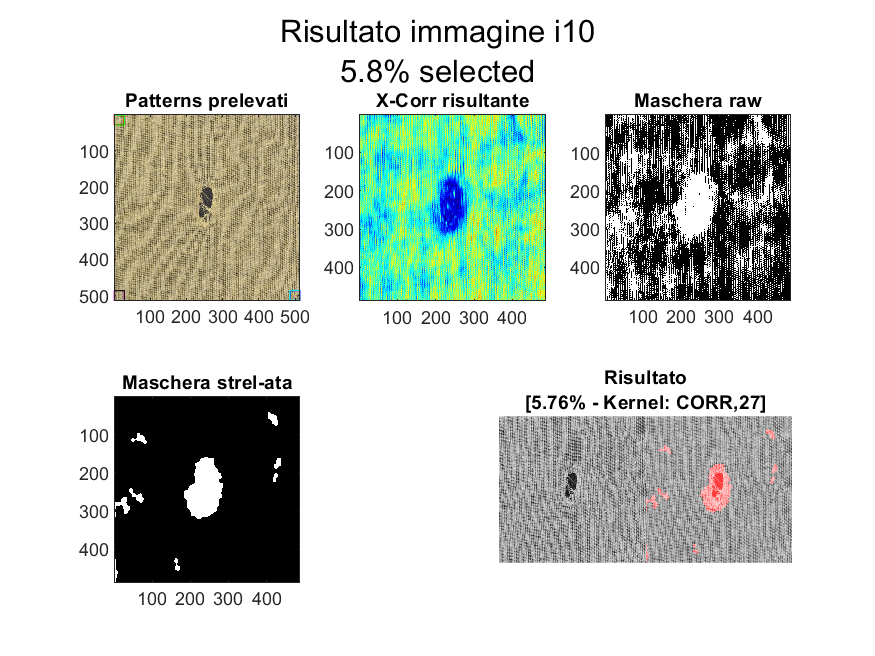 Risultato immagine i10
5.8% selected
Patterns prelevati
100
200
300
400
500
100 200 300 400 500
X-Corr risultante
100
200
300
400
100 200 300 400
Maschera raw
100
200
300
400
100 200 300 400
Maschera strel-ata
100
200
300
400
100 200 300 400
Risultato
[5.76% - Kernel: CORR,27]